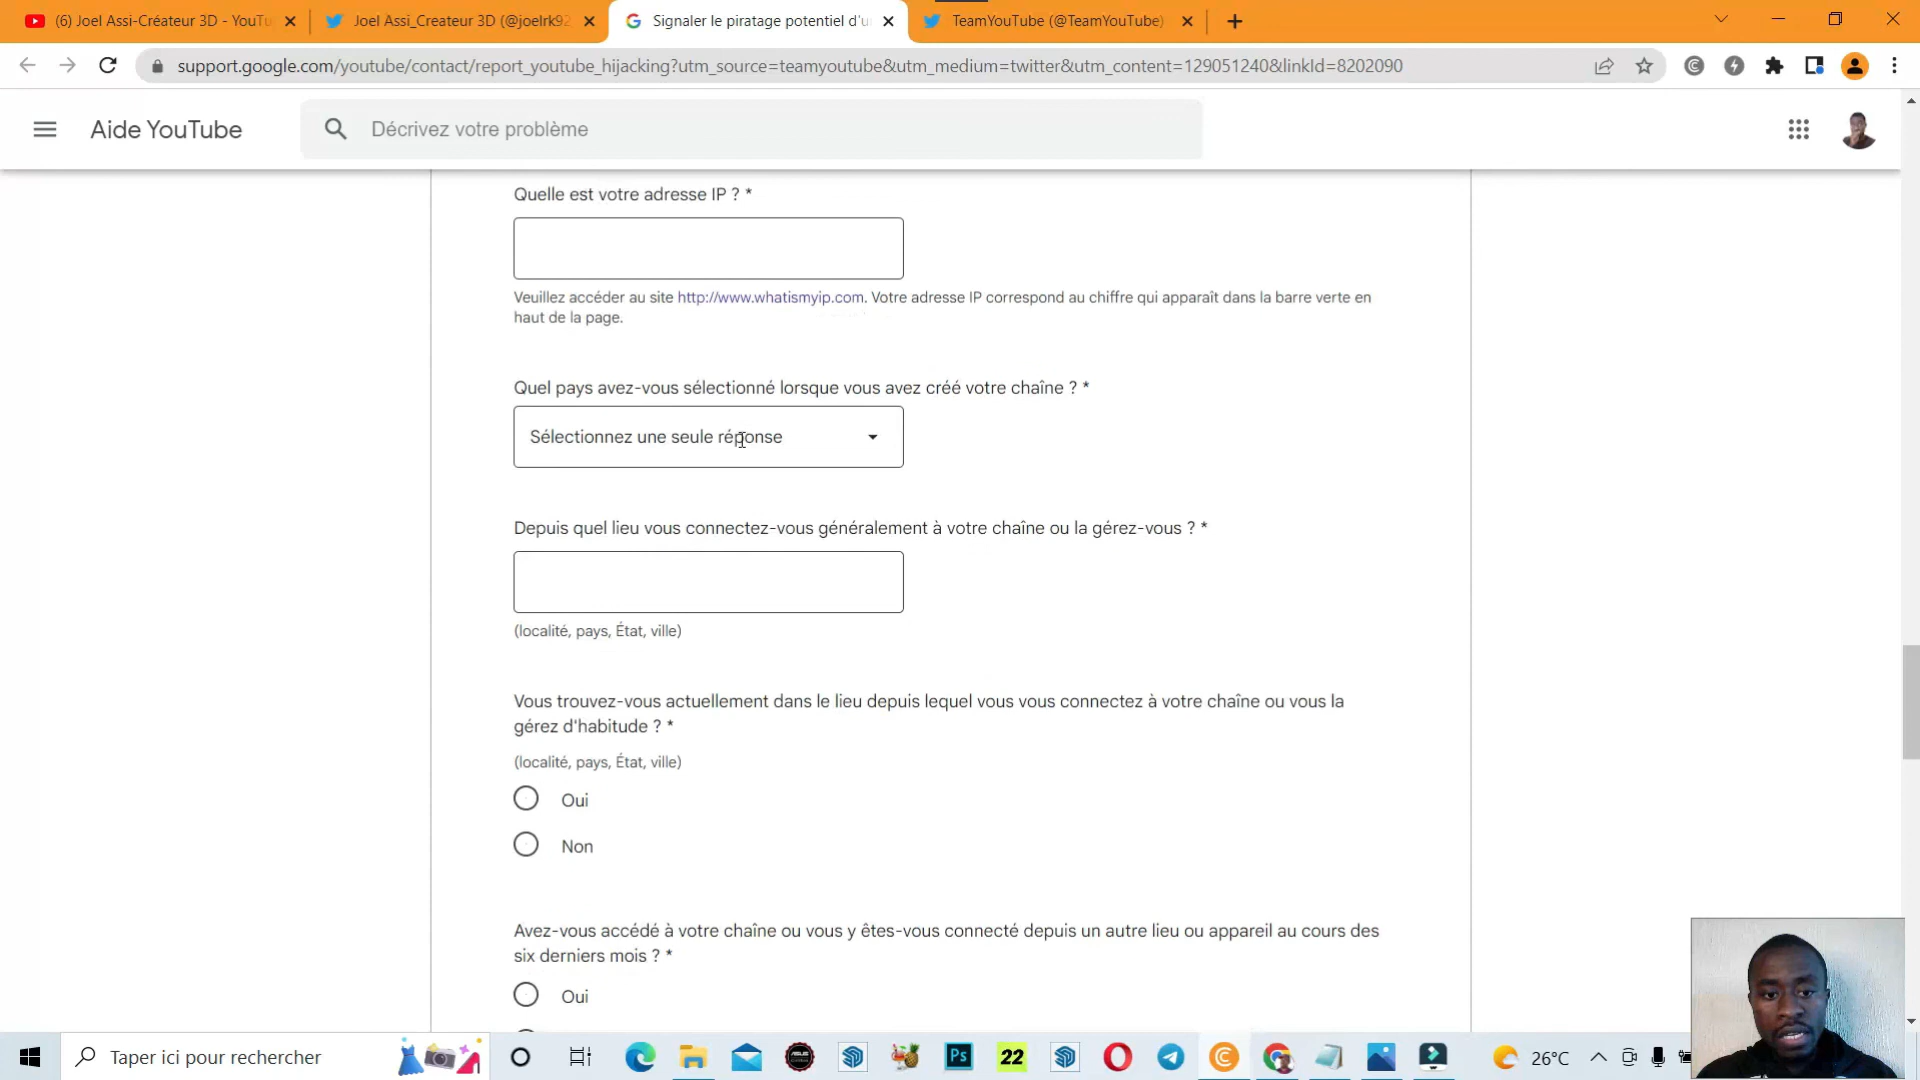 (6) Joel Assi-Créateur 3D - YouTu
Joel Assi_Createur 3D (@joelrk92
Signaler le piratage potentiel d'u
TeamYouTube (@TeamYouTube)
support.google.com/youtube/contact/report_youtube_hijacking?utm_source=teamyoutube&utm_medium=twitter&utm_content=129051240&linkId=8202090
Aide YouTube
Décrivez votre problème
Quelle est votre adresse IP ? *
Veuillez accéder au site http://www.whatismyip.com. Votre adresse IP correspond au chiffre qui apparaît dans la barre verte en
haut de la page.
Quel pays avez-vous sélectionné lorsque vous avez créé votre chaîne ? *
Sélectionnez une seule réponse
Depuis quel lieu vous connectez-vous généralement à votre chaîne ou la gérez-vous ? *
(localité, pays, État, ville)
Vous trouvez-vous actuellement dans le lieu depuis lequel vous vous connectez à votre chaîne ou vous la
gérez d'habitude ? *
(localité, pays, État, ville)
Oui
Non
Avez-vous accédé à votre chaîne ou vous y êtes-vous connecté depuis un autre lieu ou appareil au cours des
six derniers mois ? *
Oui
Taper ici pour rechercher
Ps
22
26°C